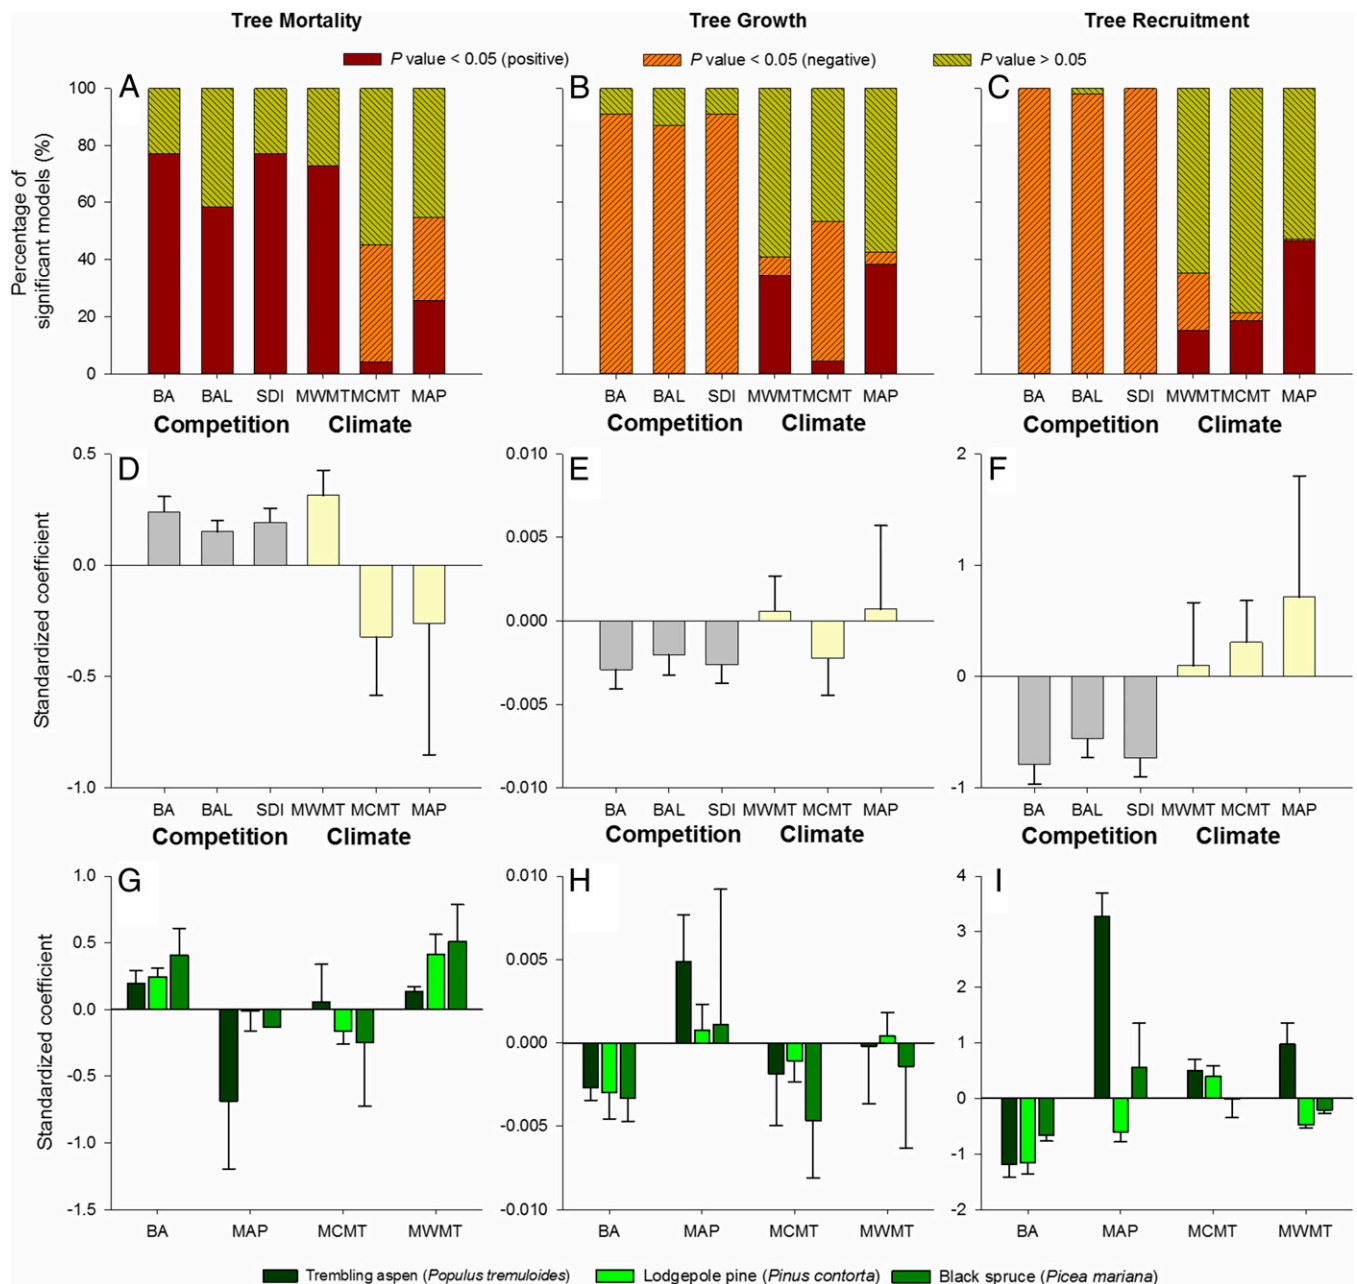 Tree Mortality Tree Growth Tree Recruitment
P value < 0.05 (positive) P value < 0.05 (negative) P value > 0.05
A B C
Percentage of
significant models (%)
100
80
60
40
20
0
BA BAL SDI MWMT MCMT MAP BA BAL SDI MWMT MCMT MAP BA BAL SDI MWMT MCMT MAP
Competition Climate Competition Climate Competition Climate
D E F
Standardized coefficient
0.5 0.010 2
0.005 1
0.0 0.000 0
-0.5 -0.005
-1.0 -0.010 -1
BA BAL SDI MWMT MCMT MAP BA BAL SDI MWMT MCMT MAP BA BAL SDI MWMT MCMT MAP
Competition Climate Competition Climate Competition Climate
G H I
Standardized coefficient
1.0 0.010 4
0.5 0.005 3
2
0.0 0.000 1
-0.5 0
-1.0 -0.005 -1
-1.5 -0.010 -2
BA MAP MCMT MWMT BA MAP MCMT MWMT BA MAP MCMT MWMT
Trembling aspen (Populus tremuloides) Lodgepole pine (Pinus contorta) Black spruce (Picea mariana)